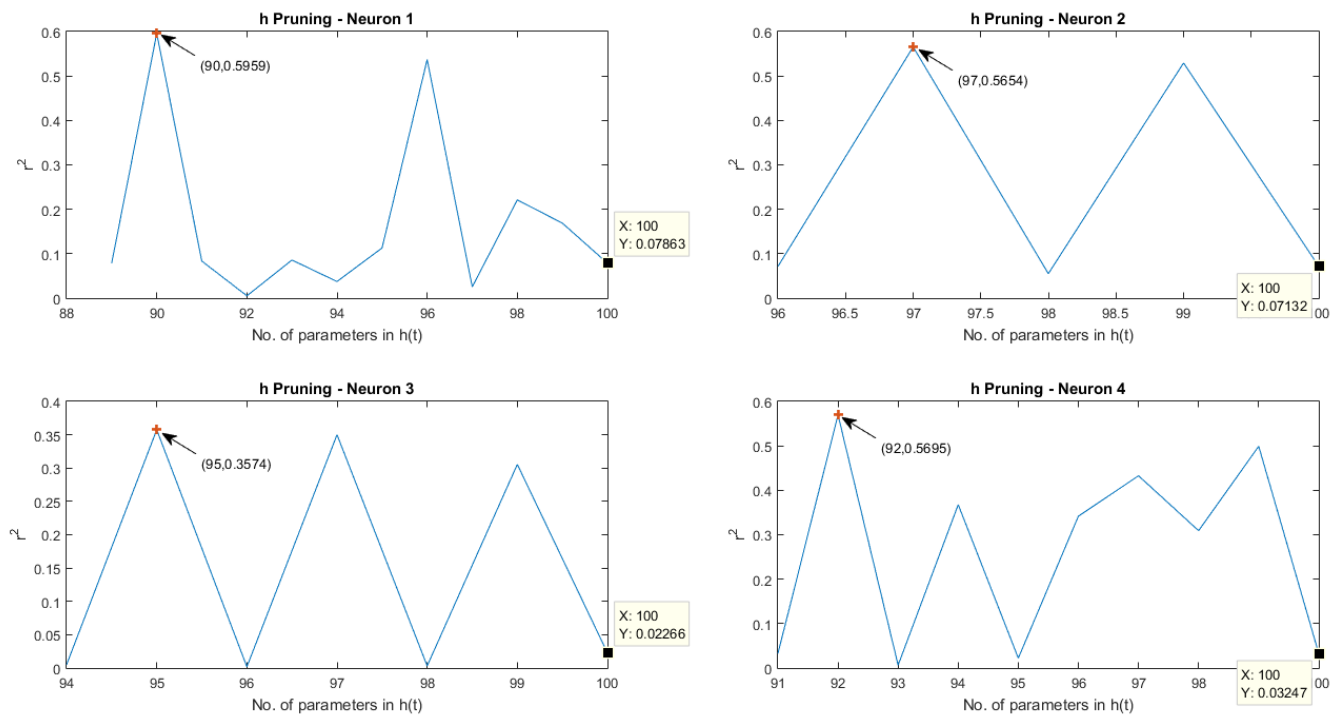 h Pruning - Neuron 1
0.6
0.5
0.4
0.3
0.2
0.1
0
r2
(90,0.5959)
X: 100
Y: 0.07863
88 90 92 94 96 98 100
No. of parameters in h(t)
h Pruning - Neuron 2
0.6
0.5
0.4
0.3
0.2
0.1
0
r2
(97,0.5654)
X: 100
Y: 0.07132
96 96.5 97 97.5 98 98.5 99 00
No. of parameters in h(t)
h Pruning - Neuron 3
0.4
0.35
0.3
0.25
0.2
0.15
0.1
0.05
0
r2
(95,0.3574)
X: 100
Y: 0.02266
94 95 96 97 98 99 100
No. of parameters in h(t)
h Pruning - Neuron 4
0.6
0.5
0.4
0.3
0.2
0.1
0
r2
(92,0.5695)
X: 100
Y: 0.03247
91 92 93 94 95 96 97 98 00
No. of parameters in h(t)